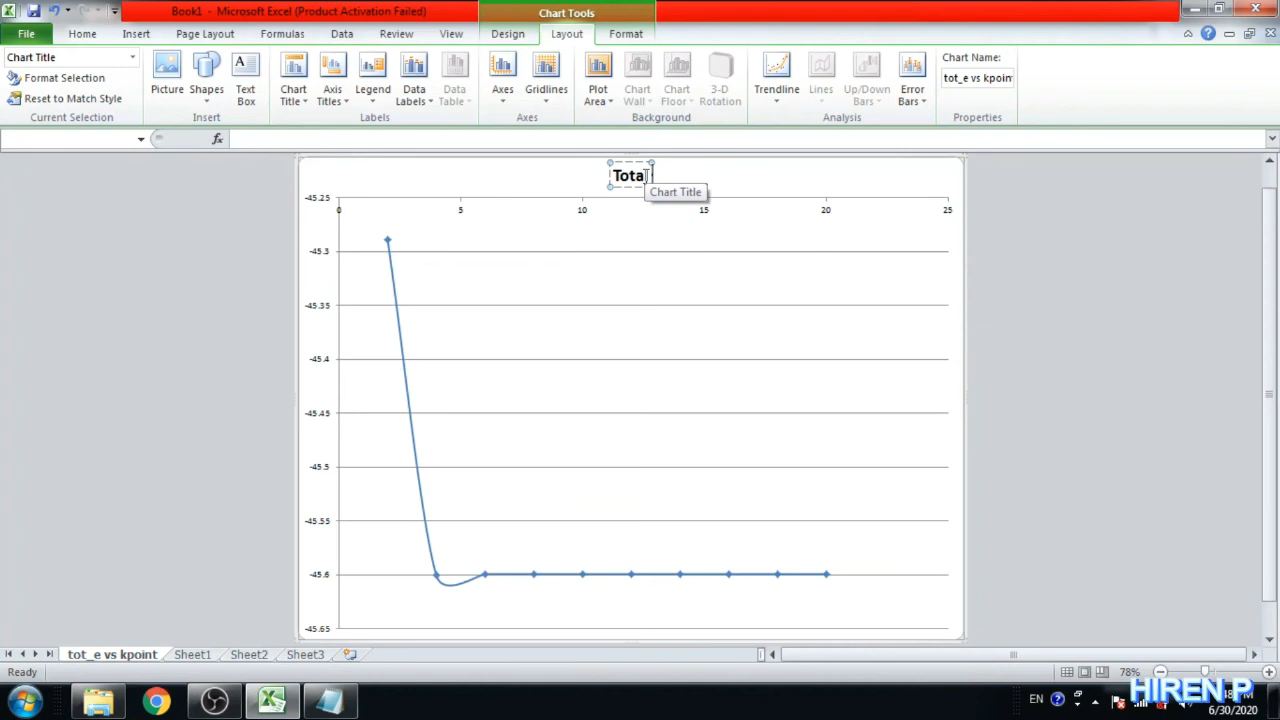 Book1 - Microsoft Excel (Product Activation Failed)
Chart Tools
File Home Insert Page Layout Formulas Data Review View Design Layout Format
Chart Title
Format Selection
Reset to Match Style
Current Selection
Picture Shapes Text Box
Insert
Chart Title Axis Titles Legend Data Labels Data Table
Labels
Axes Gridlines
Axes
Plot Area Chart Wall Chart Floor 3-D Rotation
Background
Trendline Lines Up/Down Bars Error Bars
Analysis
Chart Name:
tot_e vs kpoint
Properties
fx
Total
Chart Title
-45.25
0 5 10 15 20 25
-45.3
-45.35
-45.4
-45.45
-45.5
-45.55
-45.6
-45.65
tot_e vs kpoint Sheet1 Sheet2 Sheet3
Ready
78%
EN
HIREN P
6/30/2020